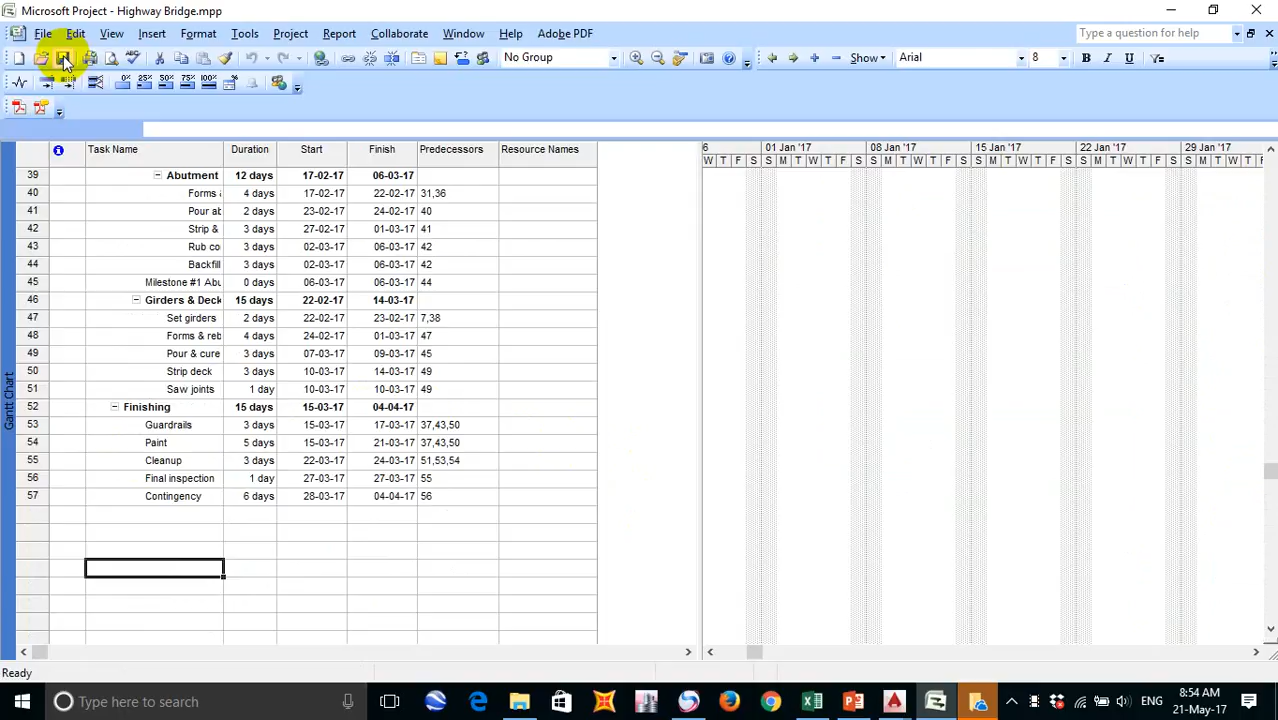 Microsoft Project - Highway Bridge.mpp
File Edit View Insert Format Tools Project Report Collaborate Window Help Adobe PDF
Type a question for help
No Group Show Arial 8 B I U
0% 25% 50% 75% 100%
Task Name Duration Start Finish Predecessors Resource Names
6 01 Jan '17 08 Jan '17 15 Jan '17 22 Jan '17 29 Jan '17
W T F S S M T W T F S S M T W T F S S M T W T F S S M T W T F S S M T W T F
39 Abutment 12 days 17-02-17 06-03-17
40 Forms 4 days 17-02-17 22-02-17 31,36
41 Pour ab 2 days 23-02-17 24-02-17 40
42 Strip & 3 days 27-02-17 01-03-17 41
43 Rub co 3 days 02-03-17 06-03-17 42
44 Backfill 3 days 02-03-17 06-03-17 42
45 Milestone #1 Abu 0 days 06-03-17 06-03-17 44
46 Girders & Deck 15 days 22-02-17 14-03-17
47 Set girders 2 days 22-02-17 23-02-17 7,38
48 Forms & reb 4 days 24-02-17 01-03-17 47
49 Pour & cure 3 days 07-03-17 09-03-17 45
50 Strip deck 3 days 10-03-17 14-03-17 49
51 Saw joints 1 day 10-03-17 10-03-17 49
52 Finishing 15 days 15-03-17 04-04-17
53 Guardrails 3 days 15-03-17 17-03-17 37,43,50
54 Paint 5 days 15-03-17 21-03-17 37,43,50
55 Cleanup 3 days 22-03-17 24-03-17 51,53,54
56 Final inspection 1 day 27-03-17 27-03-17 55
57 Contingency 6 days 28-03-17 04-04-17 56
Gantt Chart
Ready
Type here to search
ENG
8:54 AM
21-May-17